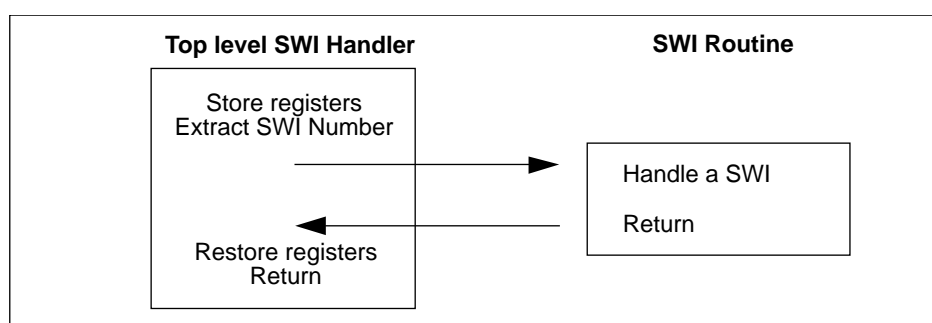 Top level SWI Handler
SWI Routine
Store registers
Extract SWI Number
Handle a SWI
Return
Restore registers
Return